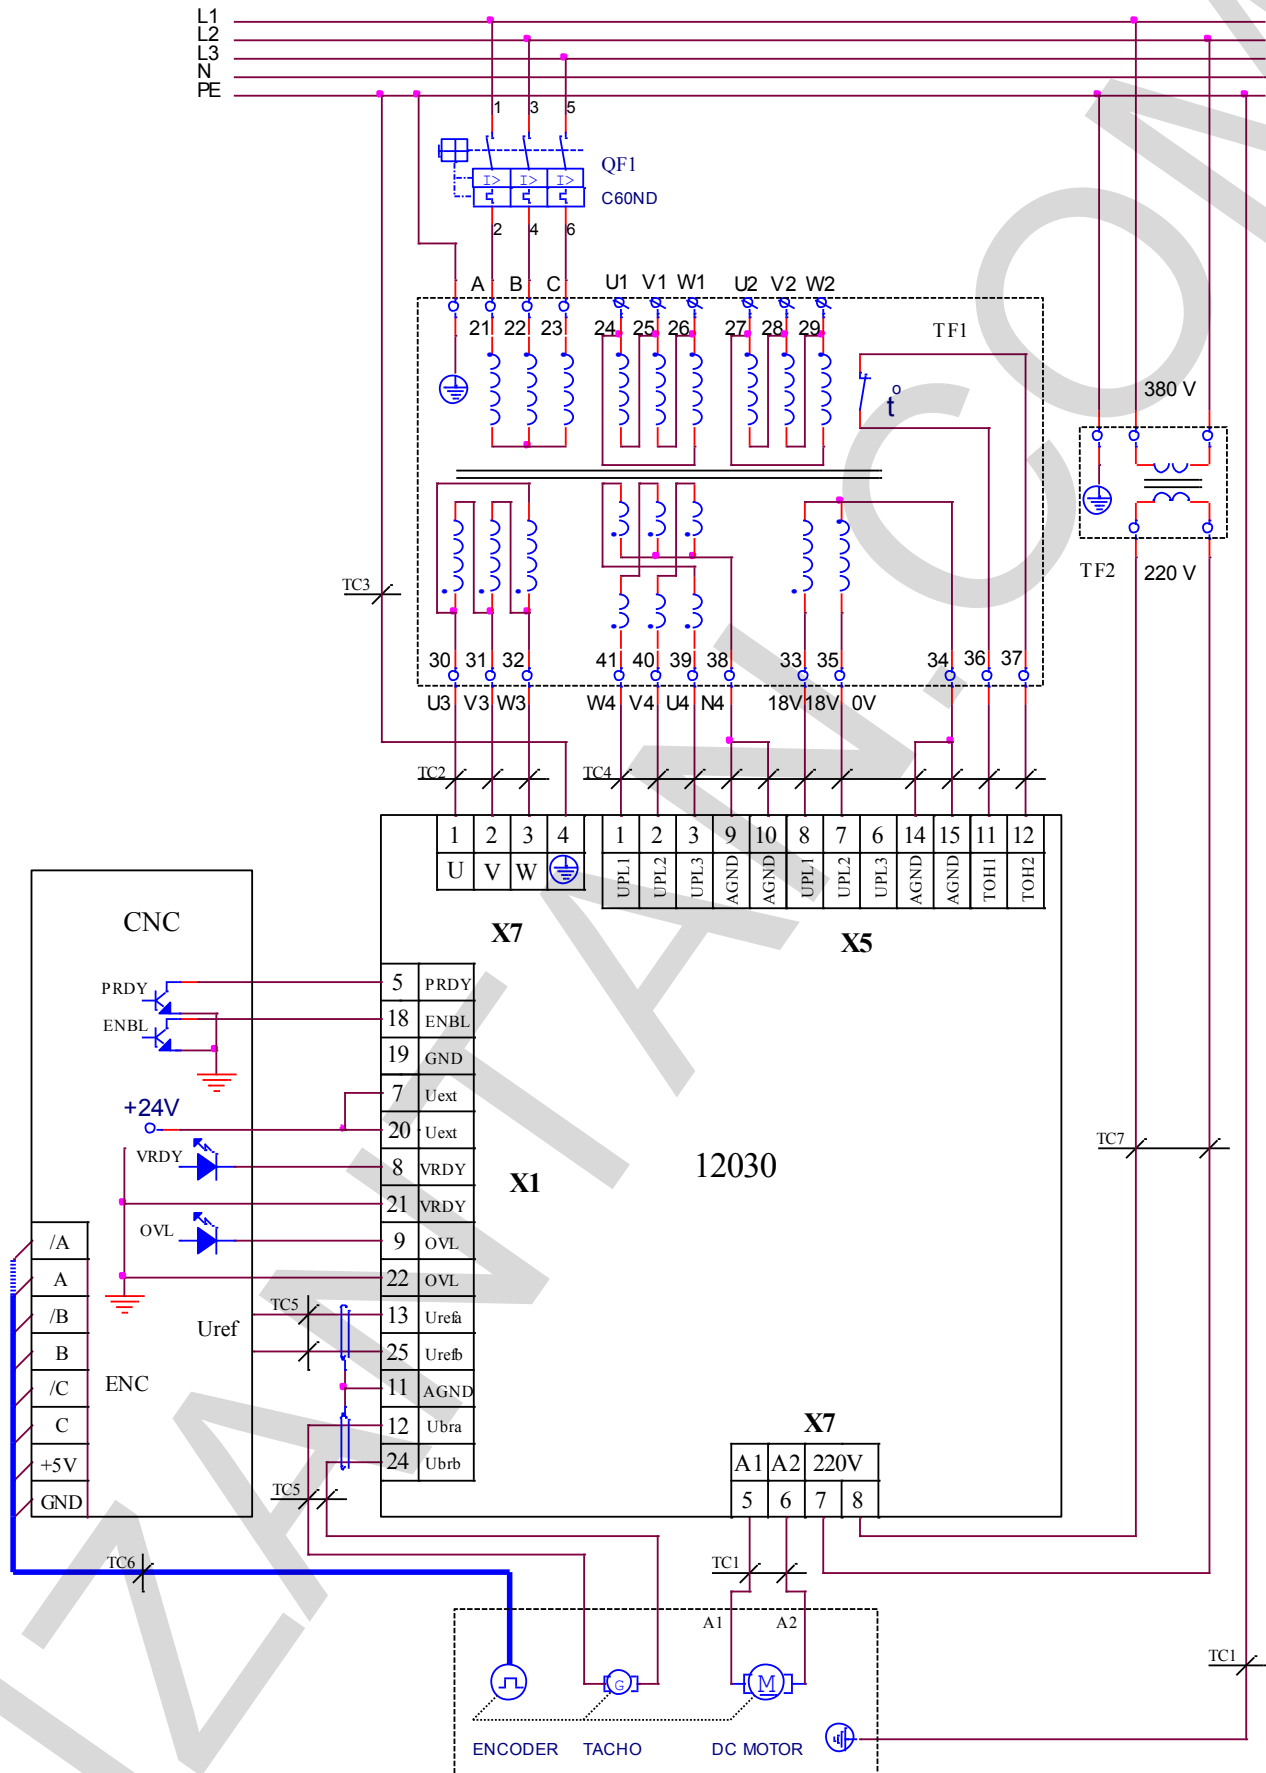 L1
L2
L3
N
PE
1 3 5
QF1
C60ND
2 4 6
A B C U1 V1 W1 U2 V2 W2
21 22 23 24 25 26 27 28 29
TF1
t°
380 V
TF2 220 V
TC3
30 31 32 41 40 39 38 33 35 34 36 37
U3 V3 W3 W4 V4 U4 N4 18V 18V 0V
TC2 TC4
1 2 3 4 1 2 3 9 10 8 7 6 14 15 11 12
U V W UPL1 UPL2 UPL3 AGND AGND UPL1 UPL2 UPL3 AGND AGND TOH1 TOH2
X7 X5
CNC
PRDY 5 PRDY
ENBL 18 ENBL
19 GND
7 Uext
+24V
20 Uext
VRDY 8 VRDY
X1
12030
TC7
21 VRDY
OVL 9 OVL
22 OVL
TC5
13 Urefa
Uref
25 Urefb
11 AGND
12 Ubra
24 Ubrb
TC5
/A
A
/B
B
/C
C
+5V
GND
ENC
X7
A1 A2 220V
5 6 7 8
TC6
TC1
A1 A2
TC1
G
M
ENCODER TACHO DC MOTOR
I> I> I>
IZANTAN.COM